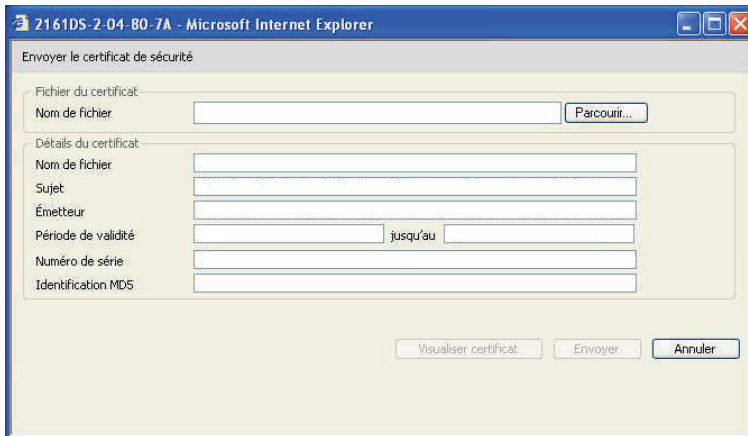 2161DS-2-04-80-7A - Microsoft Internet Explorer
Envoyer le certificat de sécurité
Fichier du certificat
Nom de fichier Parcourir...
Détails du certificat
Nom de fichier
Sujet
Émetteur
Période de validité jusqu'au
Numéro de série
Identification MD5
Visualiser certificat Envoyer Annuler